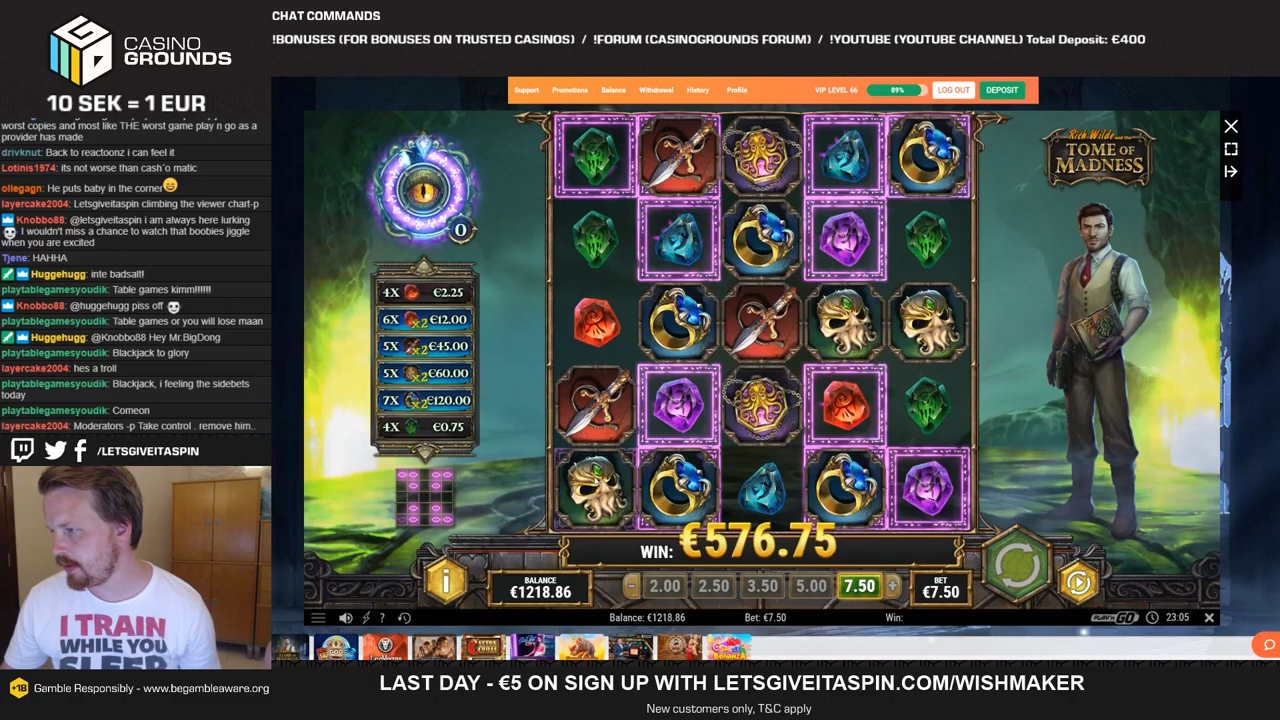 CHAT COMMANDS
!BONUSES (FOR BONUSES ON TRUSTED CASINOS) / !FORUM (CASINOGROUNDS FORUM) / !YOUTUBE (YOUTUBE CHANNEL) Total Deposit: €400
CASINO
GROUNDS
10 SEK = 1 EUR
worst copies and most like THE worst game play n go as a
provider has made
drivknut: Back to reactoonz i can feel it
Lotinis1974: its not worse than cash`o matic
ollegagn: He puts baby in the corner
layercake2004: Letsgiveitaspin climbing the viewer chart-p
Knobbo88: @letsgiveitaspin i am always here lurking
I wouldn't miss a chance to watch that boobies jiggle
when you are excited
Tjene: HAHHA
Huggehugg: inte badsalt!
playtablegamesyoudik: Table games kimm!!!!!!!
Knobbo88: @huggehugg piss off
playtablegamesyoudik: Table games or you will lose maan
Huggehugg: @Knobbo88 Hey Mr.BigDong
playtablegamesyoudik: Blackjack to glory
layercake2004: hes a troll
playtablegamesyoudik: Blackjack, i feeling the sidebets
today
playtablegamesyoudik: Comeon
layercake2004: Moderators -p Take control . remove him..
/LETSGIVEITASPIN
Support Promotions Balance Withdrawal History Profile VIP LEVEL 66 89% LOG OUT DEPOSIT
Rich Wilde and the
TOME OF
MADNESS
0
4X €2.25
6X x2 €12.00
5X x2 €45.00
5X x2 €60.00
7X x2 €120.00
4X €0.75
WIN: €576.75
BALANCE
€1218.86
- 2.00 2.50 3.50 5.00 7.50 +
BET
€7.50
Balance: €1218.86 Bet: €7.50 Win: PLAY'n GO 23:05
I TRAIN
WHILE YOU
SLEEP
+18 Gamble Responsibly - www.begambleaware.org
LAST DAY - €5 ON SIGN UP WITH LETSGIVEITASPIN.COM/WISHMAKER
New customers only, T&C apply